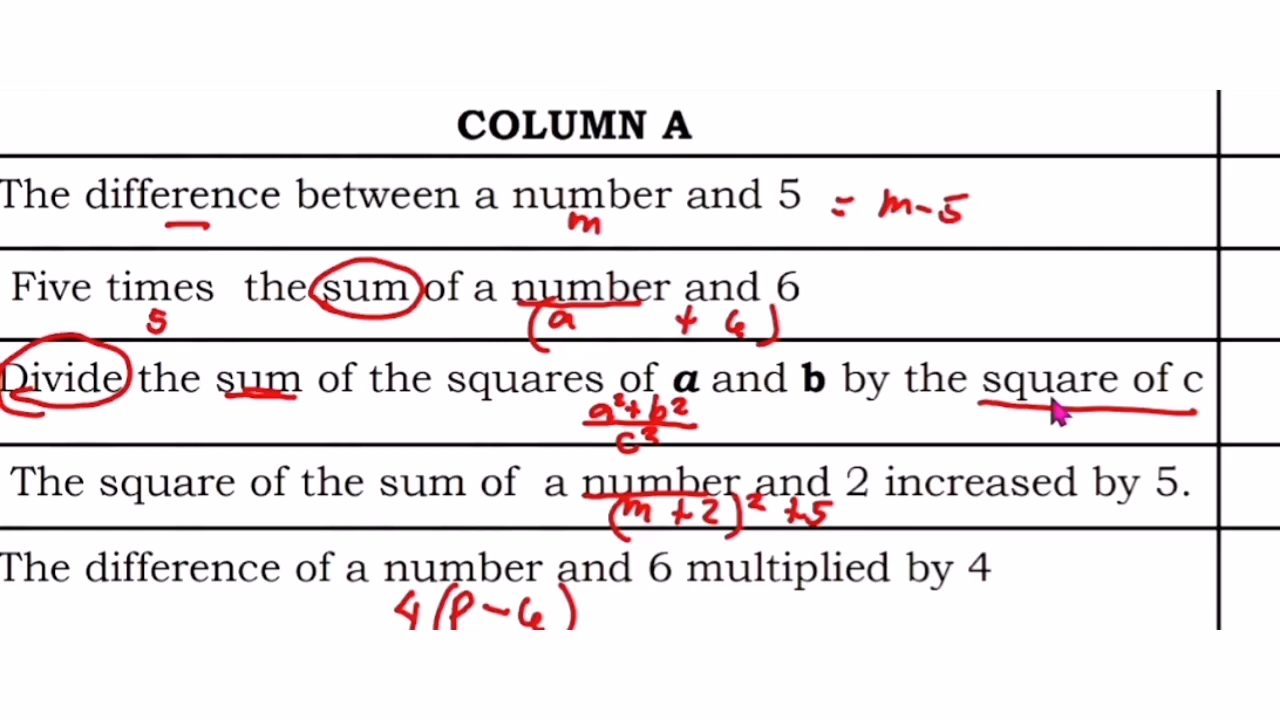 COLUMN A
The difference between a number and 5 = m-5
m
Five times the sum of a number and 6
5 (a + 6)
Divide the sum of the squares of a and b by the square of c
a²+b²
c²
The square of the sum of a number and 2 increased by 5.
(m+2)²+5
The difference of a number and 6 multiplied by 4
4(p-6)